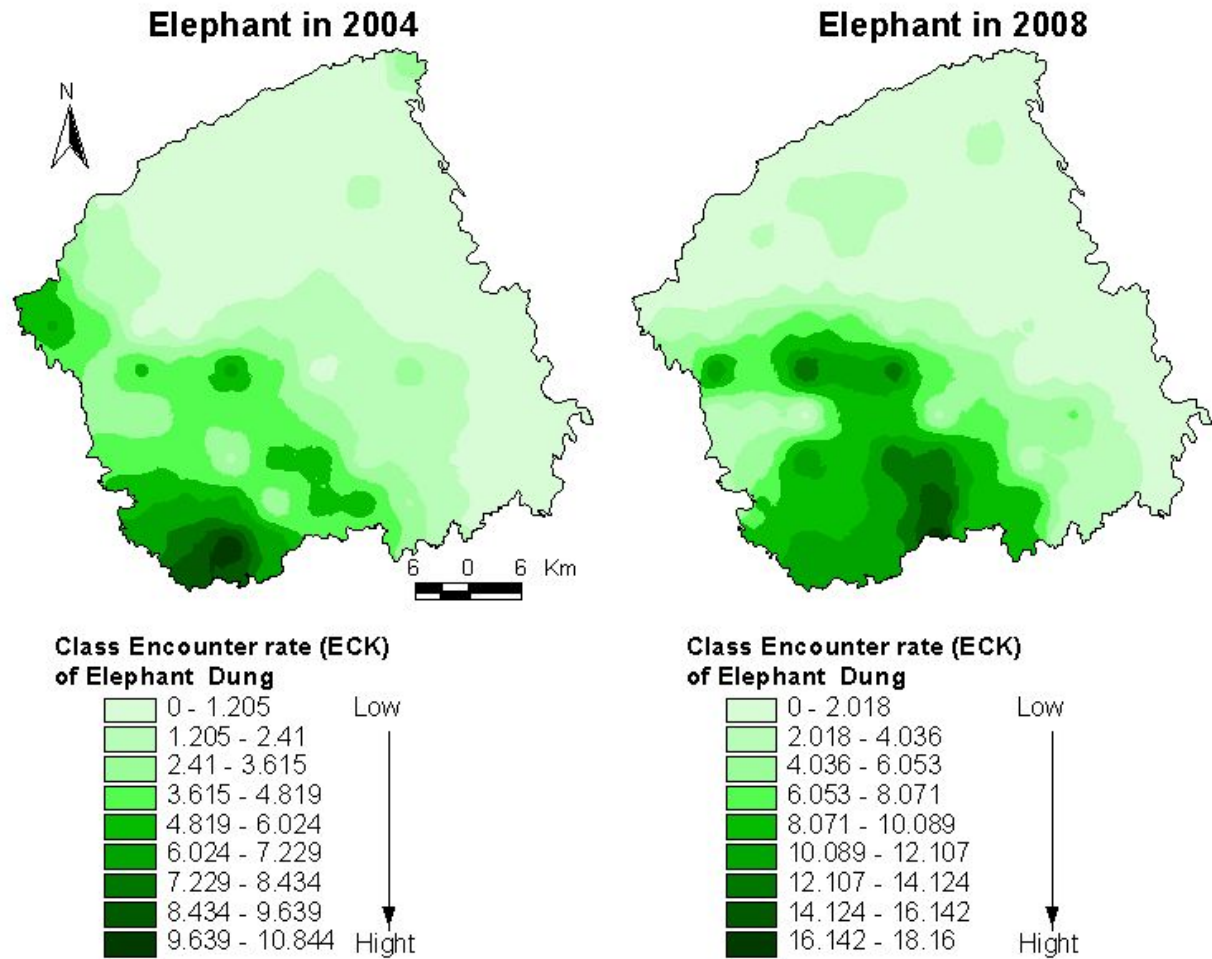 Elephant in 2004
Elephant in 2008
N
6 0 6 Km
Class Encounter rate (ECK)
of Elephant Dung
0 - 1.205 Low
1.205 - 2.41
2.41 - 3.615
3.615 - 4.819
4.819 - 6.024
6.024 - 7.229
7.229 - 8.434
8.434 - 9.639
9.639 - 10.844 Hight
Class Encounter rate (ECK)
of Elephant Dung
0 - 2.018 Low
2.018 - 4.036
4.036 - 6.053
6.053 - 8.071
8.071 - 10.089
10.089 - 12.107
12.107 - 14.124
14.124 - 16.142
16.142 - 18.16 Hight